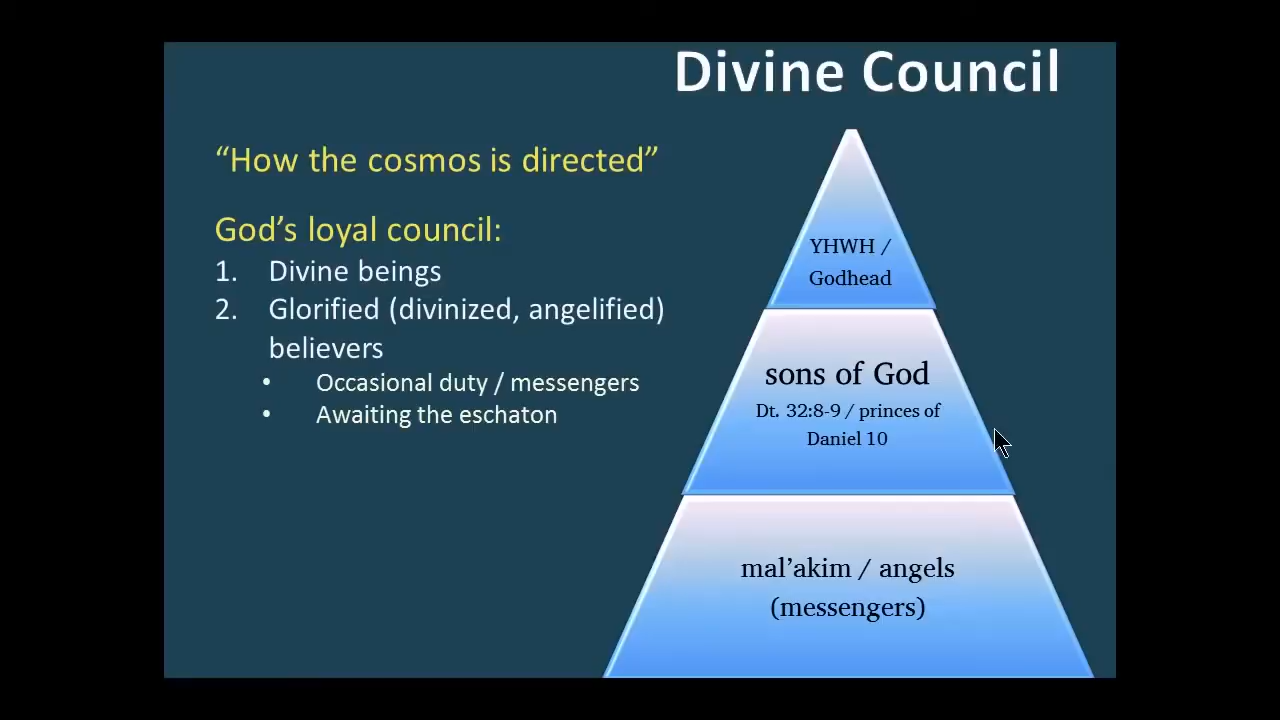 Divine Council
“How the cosmos is directed”
God’s loyal council:
1. Divine beings
2. Glorified (divinized, angelified)
believers
• Occasional duty / messengers
• Awaiting the eschaton
YHWH /
Godhead
sons of God
Dt. 32:8-9 / princes of
Daniel 10
mal’akim / angels
(messengers)